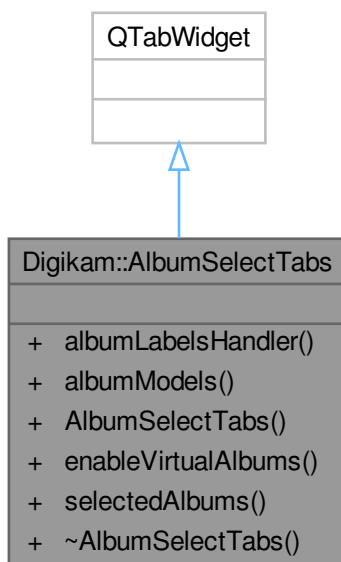 QTabWidget
Digikam::AlbumSelectTabs
+ albumLabelsHandler()
+ albumModels()
+ AlbumSelectTabs()
+ enableVirtualAlbums()
+ selectedAlbums()
+ ~AlbumSelectTabs()